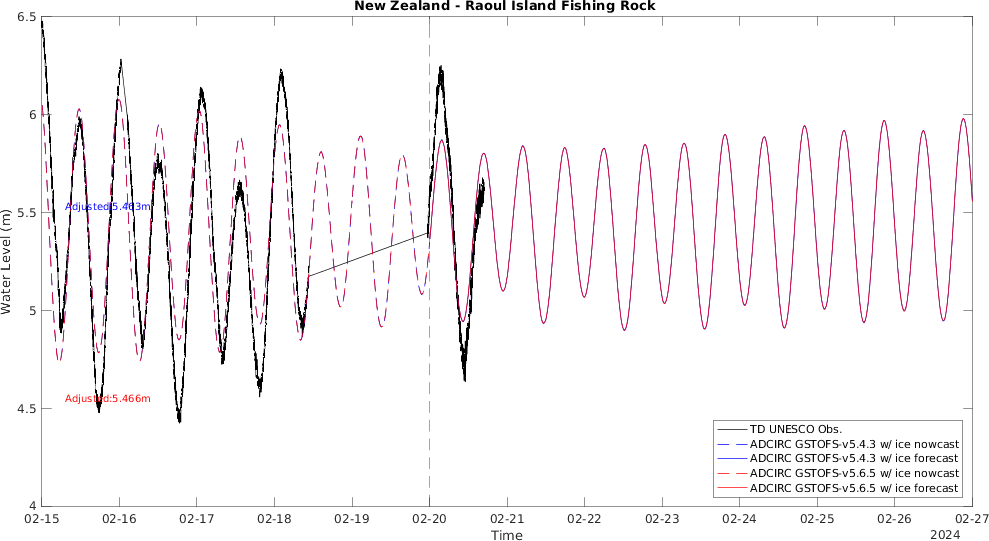 New Zealand - Raoul Island Fishing Rock
6.5
6
5.5
5
4.5
4
Water Level (m)
Adjusted:5.463m
Adjusted:5.466m
TD UNESCO Obs.
ADCIRC GSTOFS-v5.4.3 w/ ice nowcast
ADCIRC GSTOFS-v5.4.3 w/ ice forecast
ADCIRC GSTOFS-v5.6.5 w/ ice nowcast
ADCIRC GSTOFS-v5.6.5 w/ ice forecast
02-15 02-16 02-17 02-18 02-19 02-20 02-21 02-22 02-23 02-24 02-25 02-26 02-27
Time
2024